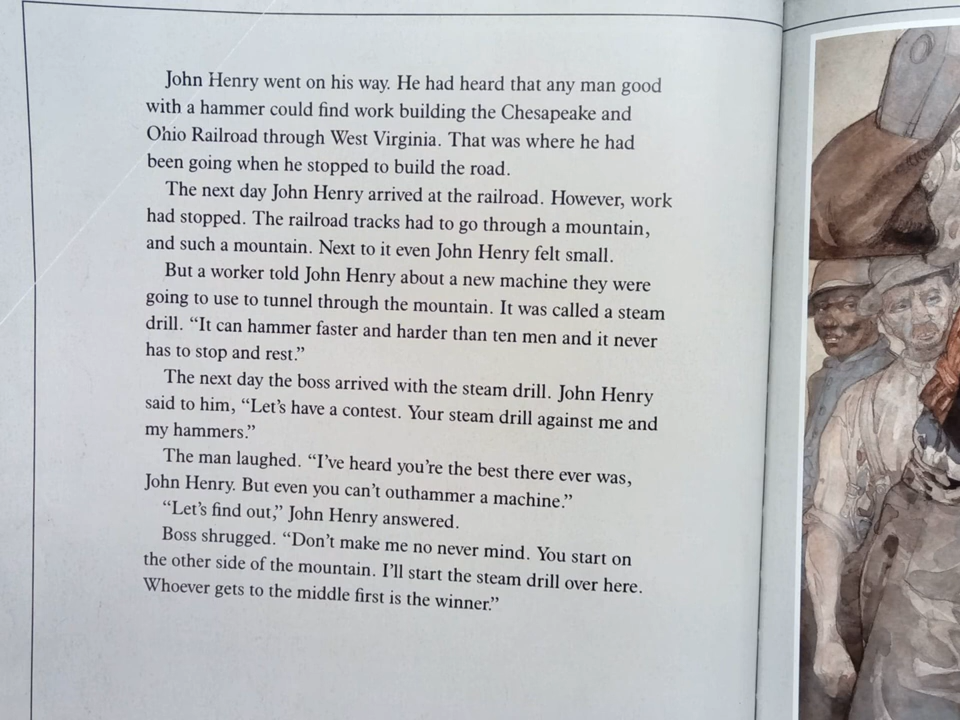 John Henry went on his way. He had heard that any man good
with a hammer could find work building the Chesapeake and
Ohio Railroad through West Virginia. That was where he had
been going when he stopped to build the road.
The next day John Henry arrived at the railroad. However, work
had stopped. The railroad tracks had to go through a mountain,
and such a mountain. Next to it even John Henry felt small.
But a worker told John Henry about a new machine they were
going to use to tunnel through the mountain. It was called a steam
drill. “It can hammer faster and harder than ten men and it never
has to stop and rest.”
The next day the boss arrived with the steam drill. John Henry
said to him, “Let’s have a contest. Your steam drill against me and
my hammers.”
The man laughed. “I’ve heard you’re the best there ever was,
John Henry. But even you can’t outhammer a machine.”
“Let’s find out,” John Henry answered.
Boss shrugged. “Don’t make me no never mind. You start on
the other side of the mountain. I’ll start the steam drill over here.
Whoever gets to the middle first is the winner.”